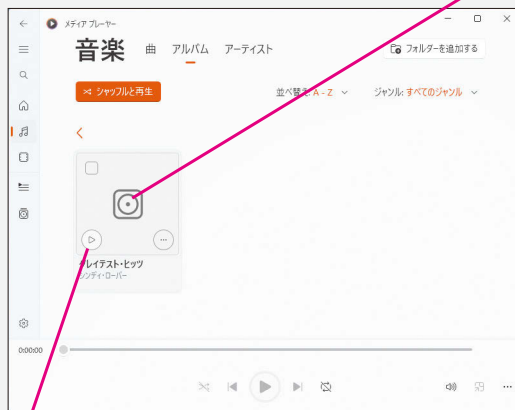 メディア プレーヤー
音楽 曲 アルバム アーティスト フォルダーを追加する
シャッフルと再生 並べ替え: A - Z ジャンル: すべてのジャンル
グレイテスト・ヒッツ
シンディ・ローパー
0:00:00